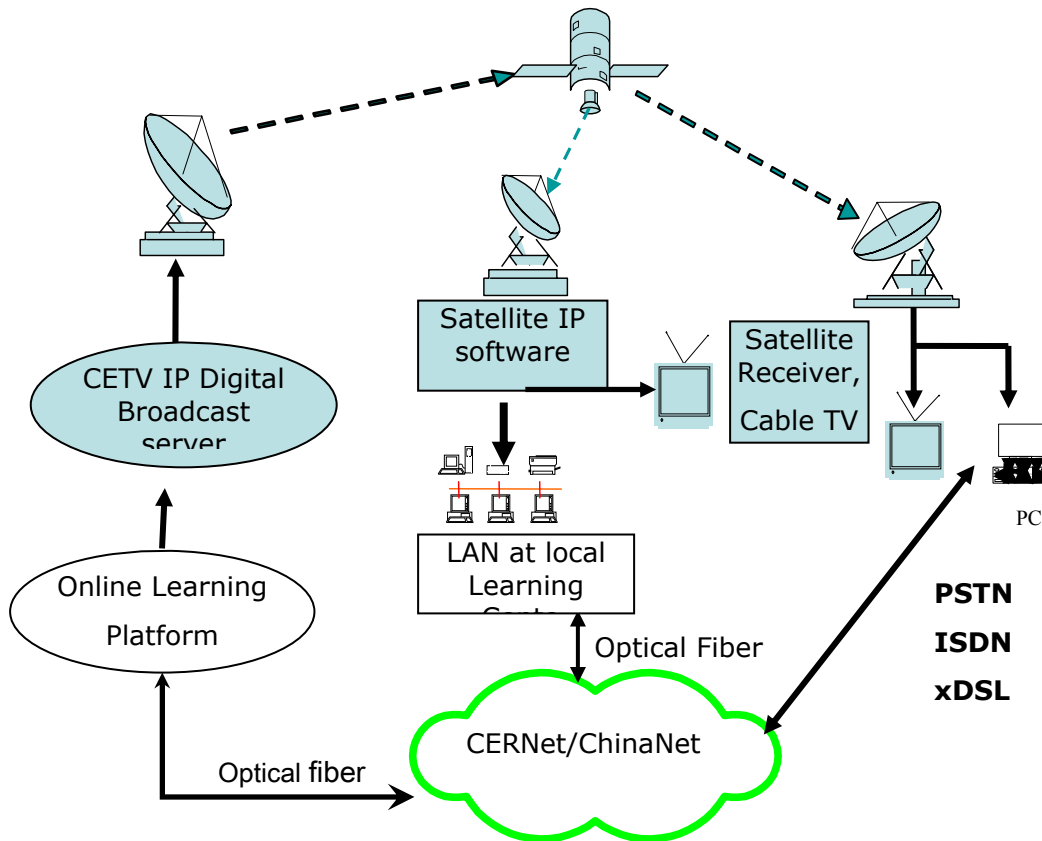 Satellite IP
software
Satellite
Receiver,
Cable TV
CETV IP Digital
Broadcast
server
PC
LAN at local
Learning
Online Learning
Platform
PSTN
ISDN
xDSL
Optical Fiber
CERNet/ChinaNet
Optical fiber